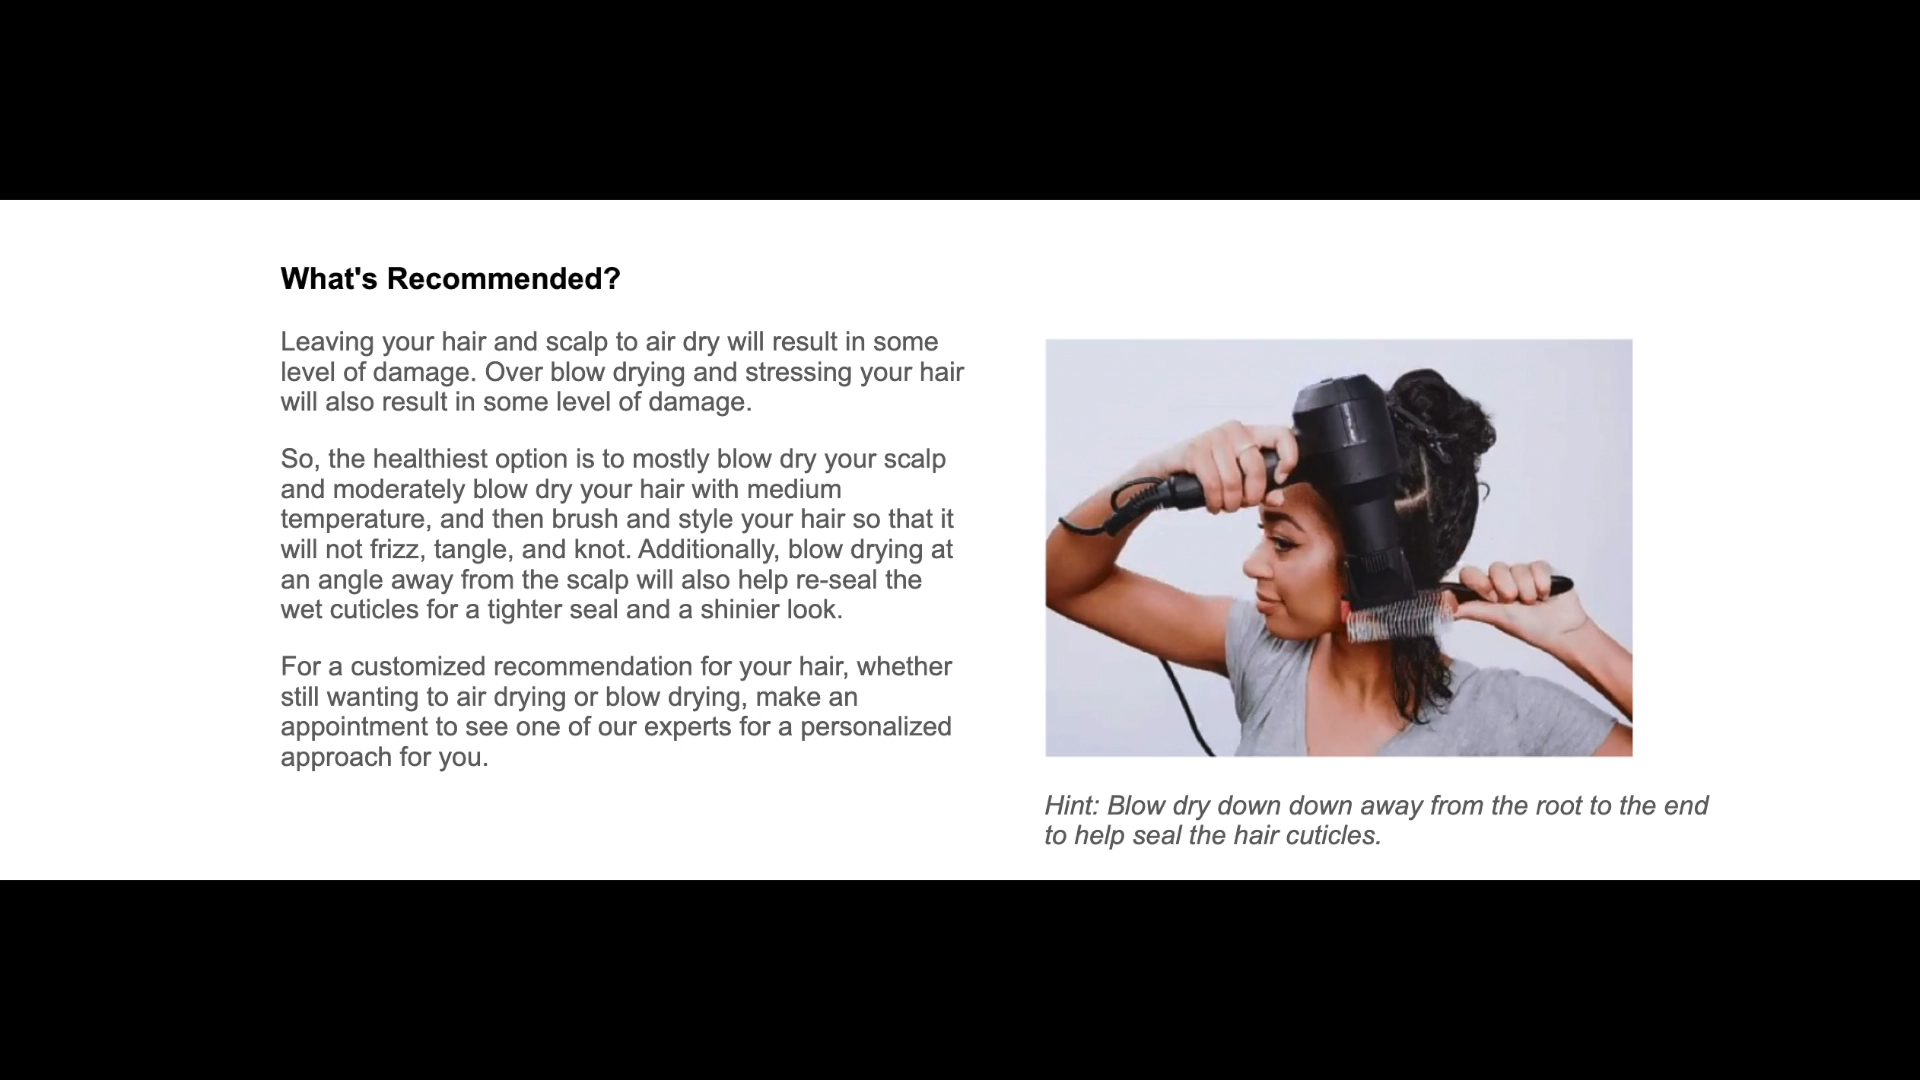 What's Recommended?
Leaving your hair and scalp to air dry will result in some
level of damage. Over blow drying and stressing your hair
will also result in some level of damage.
So, the healthiest option is to mostly blow dry your scalp
and moderately blow dry your hair with medium
temperature, and then brush and style your hair so that it
will not frizz, tangle, and knot. Additionally, blow drying at
an angle away from the scalp will also help re-seal the
wet cuticles for a tighter seal and a shinier look.
For a customized recommendation for your hair, whether
still wanting to air drying or blow drying, make an
appointment to see one of our experts for a personalized
approach for you.
Hint: Blow dry down down away from the root to the end
to help seal the hair cuticles.